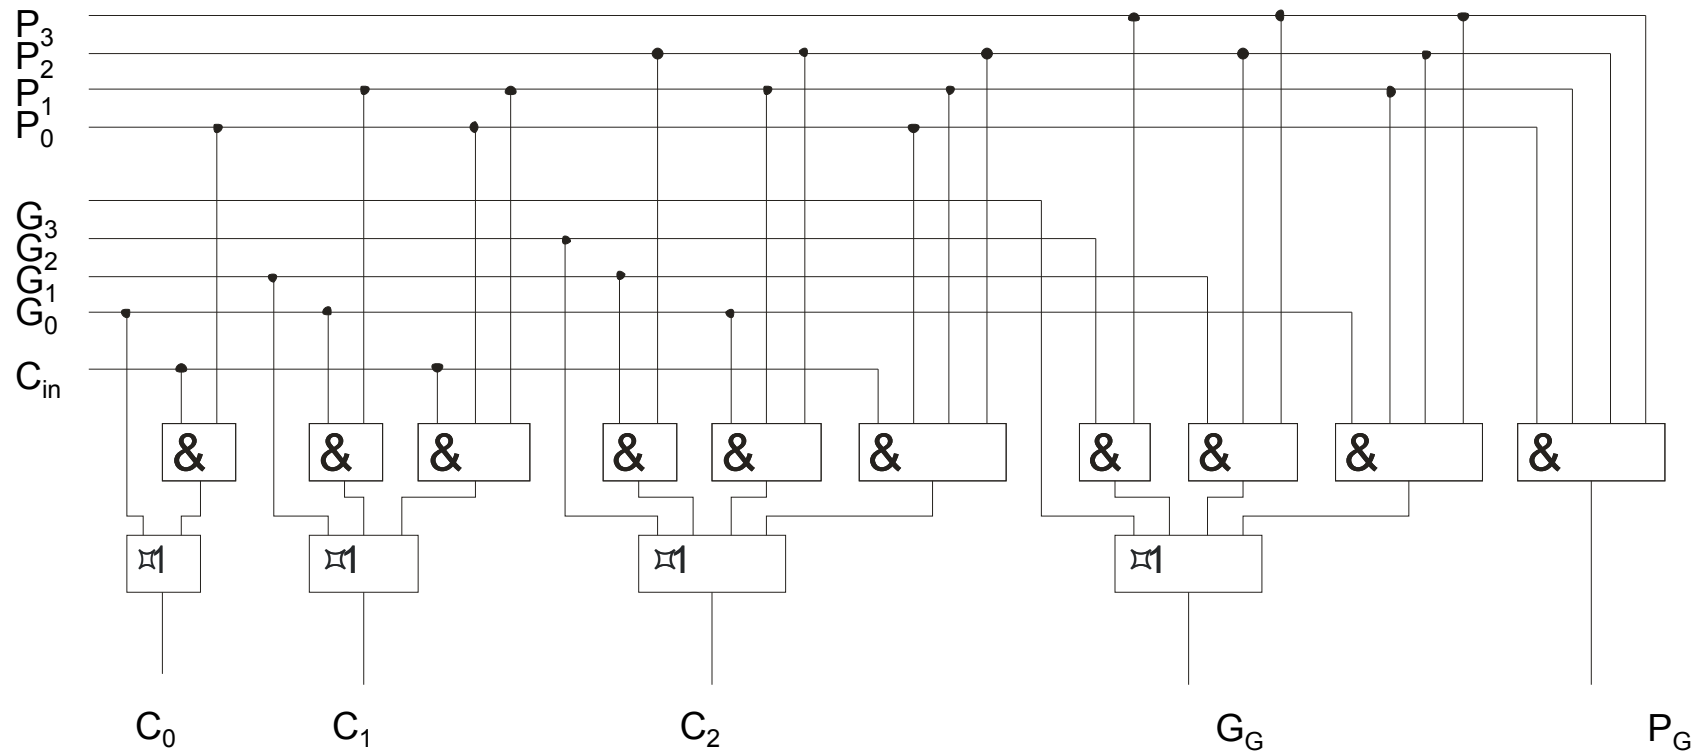 P3
P2
P1
P0
G3
G2
G1
G0
Cin
& & & & & & & & & &
¤1 ¤1 ¤1 ¤1
C0 C1 C2 GG PG